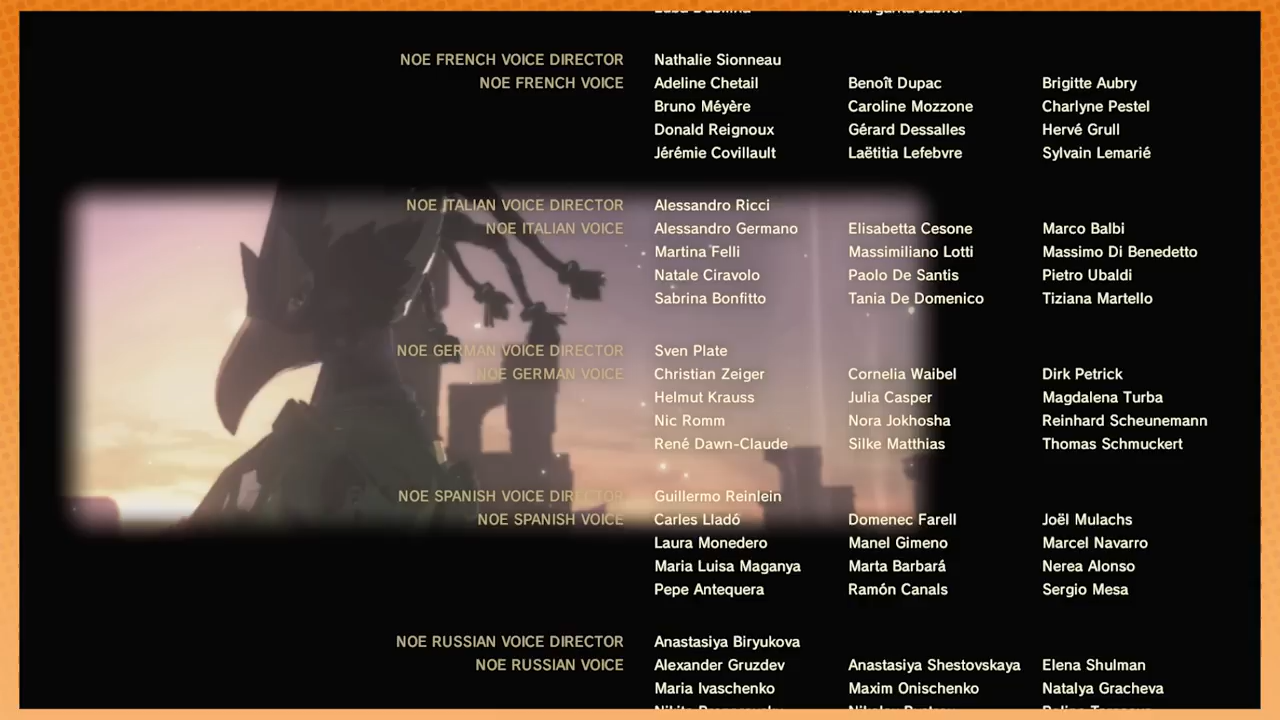 NOE FRENCH VOICE DIRECTOR Nathalie Sionneau
NOE FRENCH VOICE Adeline Chetail Benoît Dupac Brigitte Aubry
Bruno Méyère Caroline Mozzone Charlyne Pestel
Donald Reignoux Gérard Dessalles Hervé Grull
Jérémie Covillault Laëtitia Lefebvre Sylvain Lemarié
NOE ITALIAN VOICE DIRECTOR Alessandro Ricci
NOE ITALIAN VOICE Alessandro Germano Elisabetta Cesone Marco Balbi
Martina Felli Massimiliano Lotti Massimo Di Benedetto
Natale Ciravolo Paolo De Santis Pietro Ubaldi
Sabrina Bonfitto Tania De Domenico Tiziana Martello
NOE GERMAN VOICE DIRECTOR Sven Plate
NOE GERMAN VOICE Christian Zeiger Cornelia Waibel Dirk Petrick
Helmut Krauss Julia Casper Magdalena Turba
Nic Romm Nora Jokhosha Reinhard Scheunemann
René Dawn-Claude Silke Matthias Thomas Schmuckert
NOE SPANISH VOICE DIRECTOR Guillermo Reinlein
NOE SPANISH VOICE Carles Lladó Domenec Farell Joël Mulachs
Laura Monedero Manel Gimeno Marcel Navarro
Maria Luisa Maganya Marta Barbará Nerea Alonso
Pepe Antequera Ramón Canals Sergio Mesa
NOE RUSSIAN VOICE DIRECTOR Anastasiya Biryukova
NOE RUSSIAN VOICE Alexander Gruzdev Anastasiya Shestovskaya Elena Shulman
Maria Ivaschenko Maxim Onischenko Natalya Gracheva